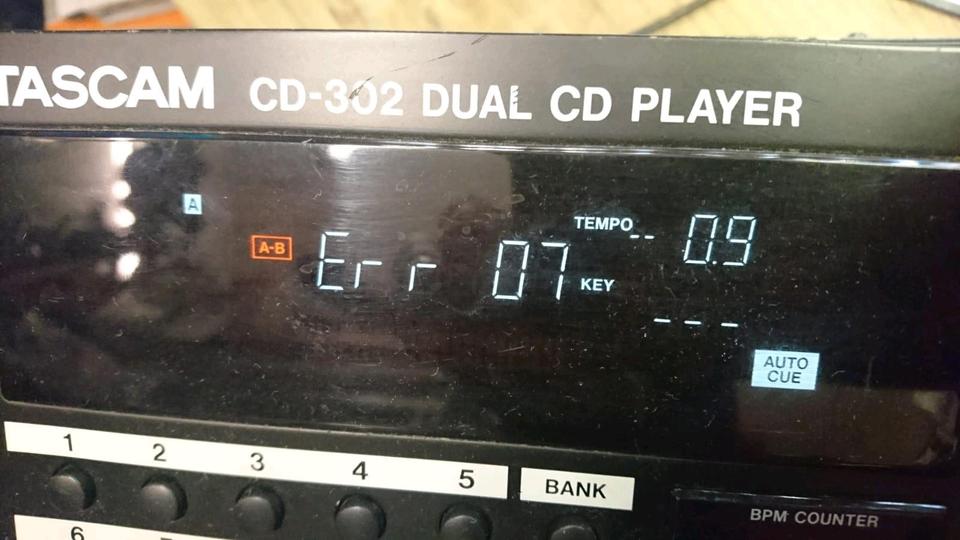 TASCAM CD-302 DUAL CD PLAYER
A
A-B Err 07 TEMPO -- 0.9
KEY ---
AUTO
CUE
1 2 3 4 5 BANK
6
BPM COUNTER